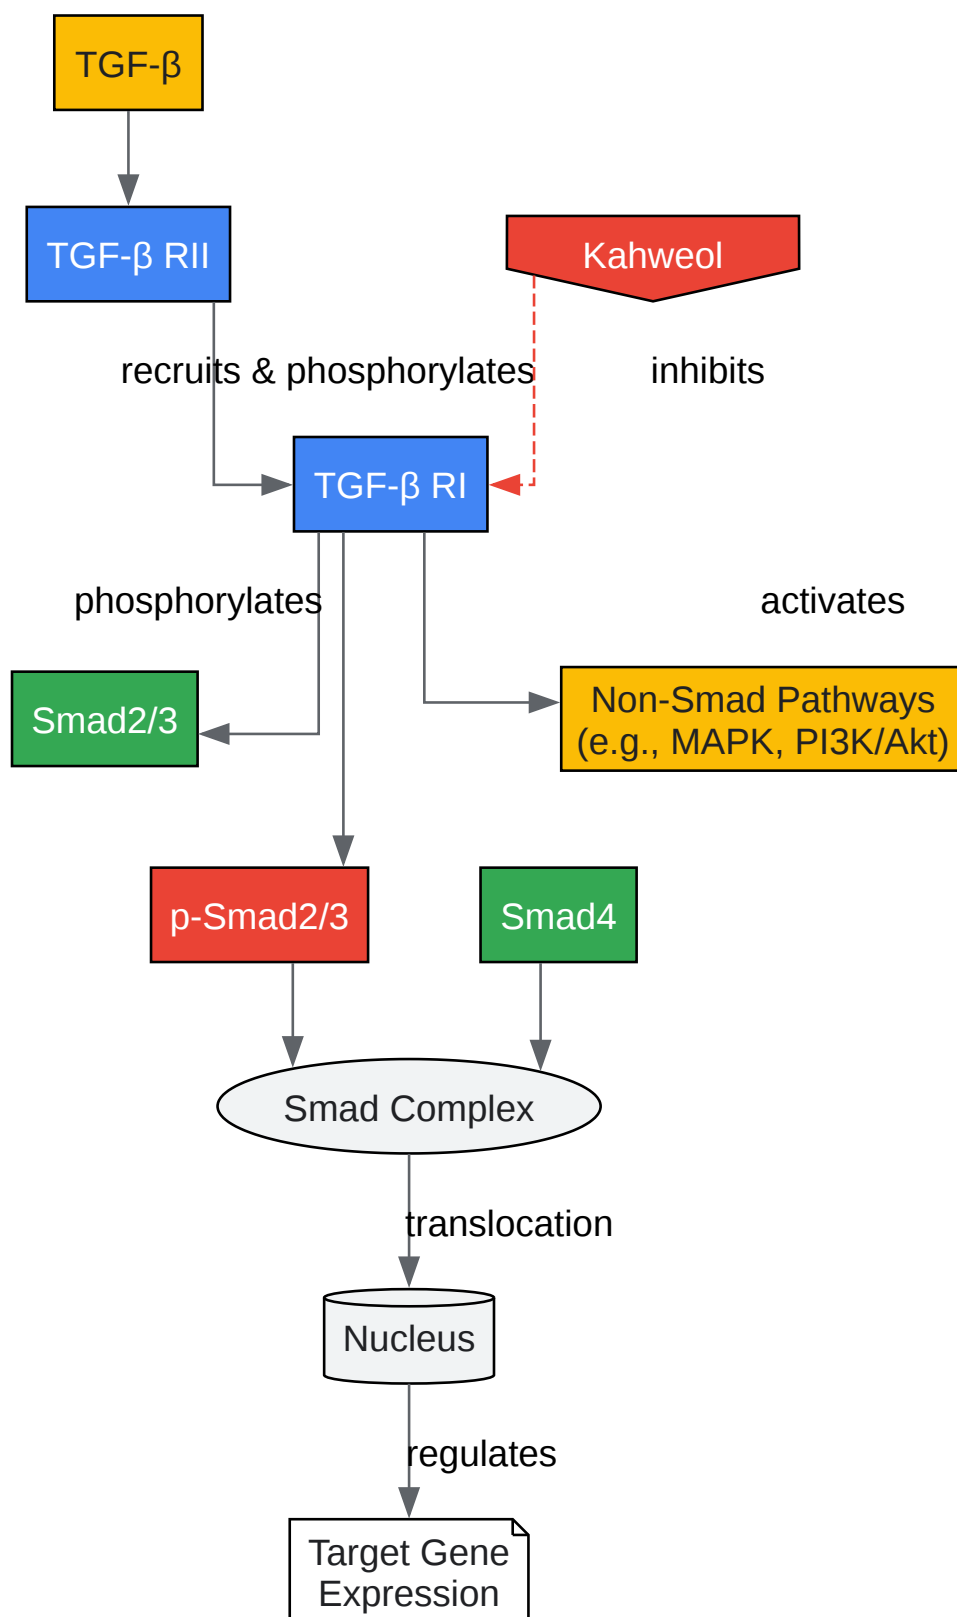 TGF-β
TGF-β RII
Kahweol
recruits & phosphorylates
inhibits
TGF-β RI
phosphorylates
activates
Smad2/3
Non-Smad Pathways
(e.g., MAPK, PI3K/Akt)
p-Smad2/3
Smad4
Smad Complex
translocation
Nucleus
regulates
Target Gene
Expression